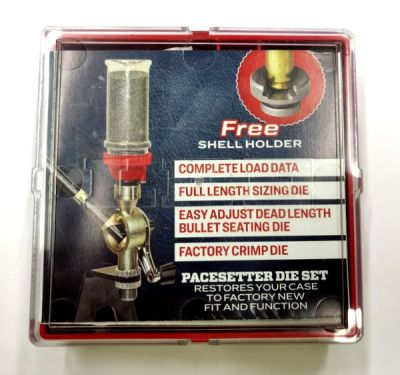 Free
SHELL HOLDER
COMPLETE LOAD DATA
FULL LENGTH SIZING DIE
EASY ADJUST DEAD LENGTH
BULLET SEATING DIE
FACTORY CRIMP DIE
PACESETTER DIE SET
RESTORES YOUR CASE
TO FACTORY NEW
FIT AND FUNCTION